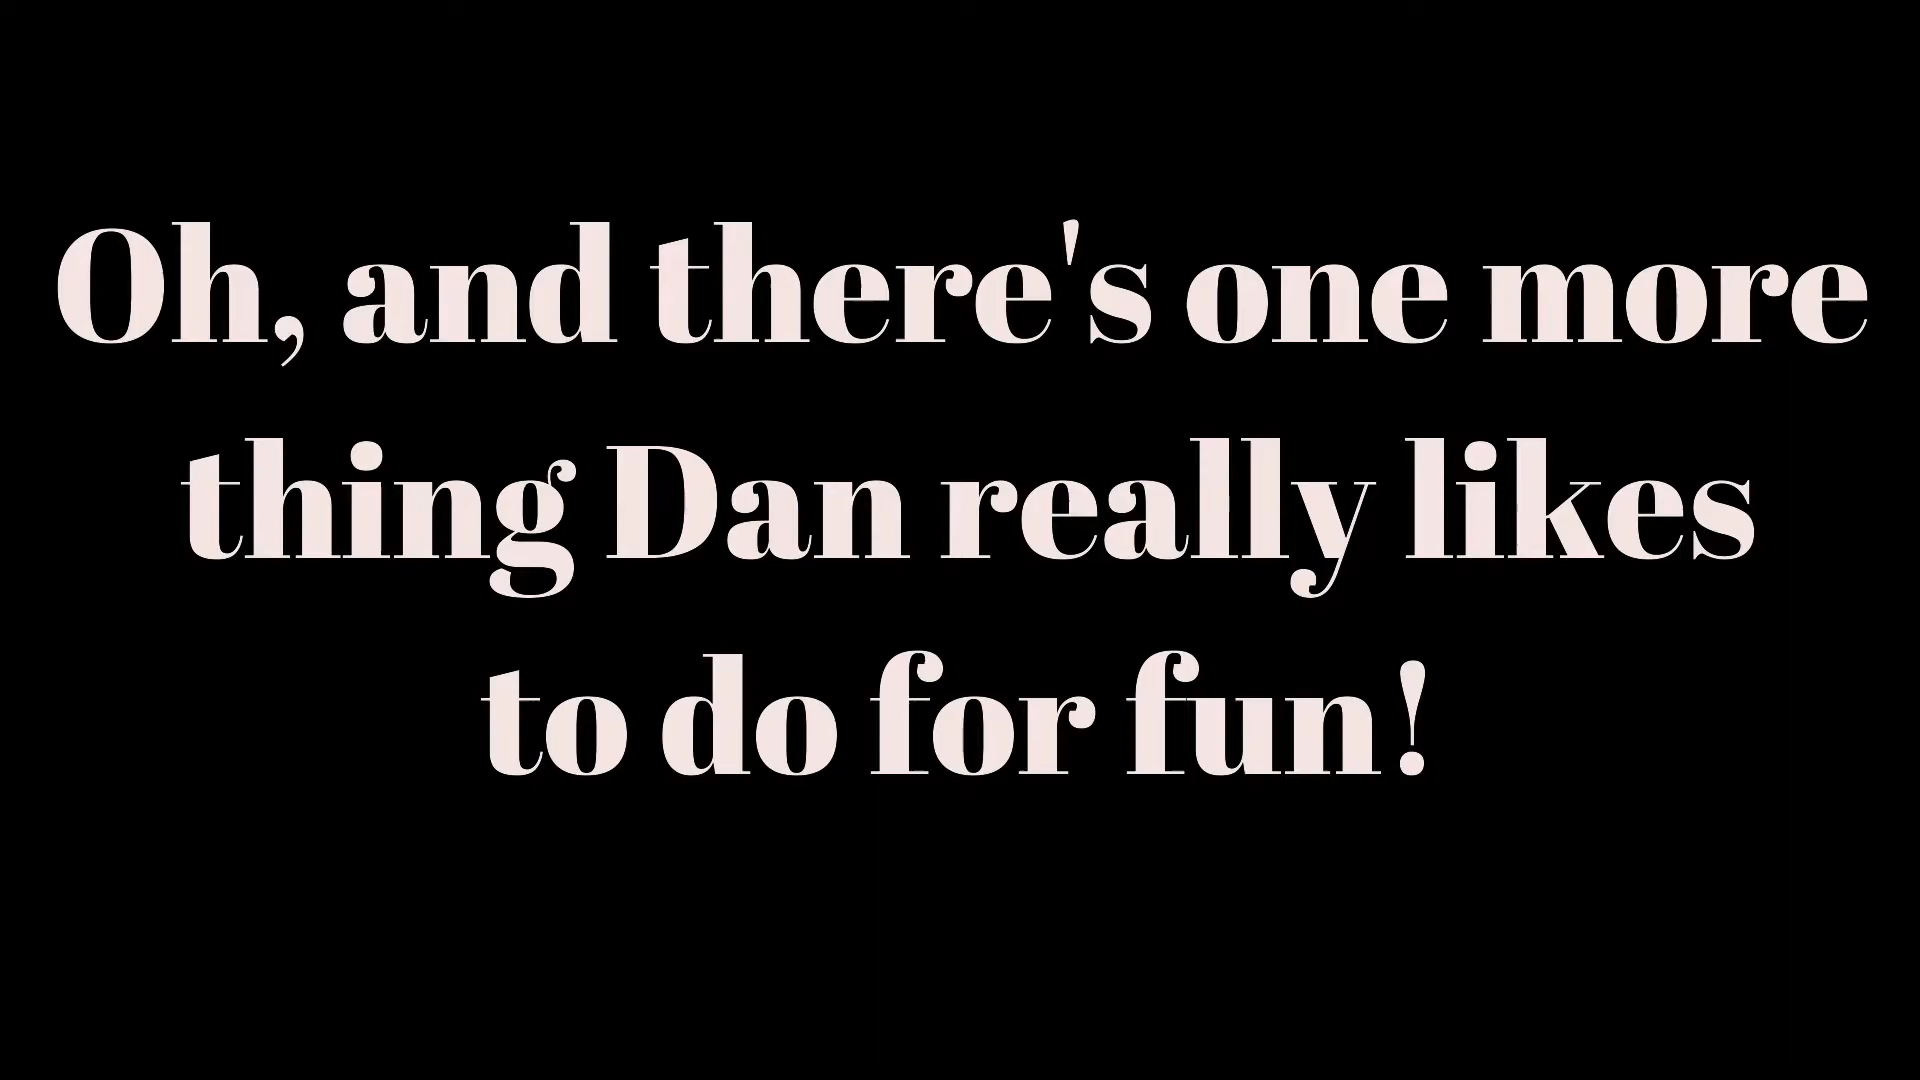 Oh, and there's one more
thing Dan really likes
to do for fun!